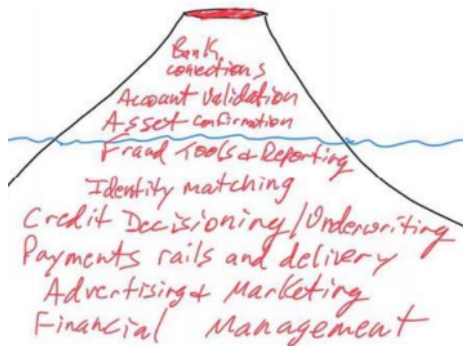 Bank
connections
Account validation
Asset confirmation
Fraud Tools & Reporting
Identity matching
Credit Decisioning/Underwriting
Payments rails and delivery
Advertising & Marketing
Financial Management